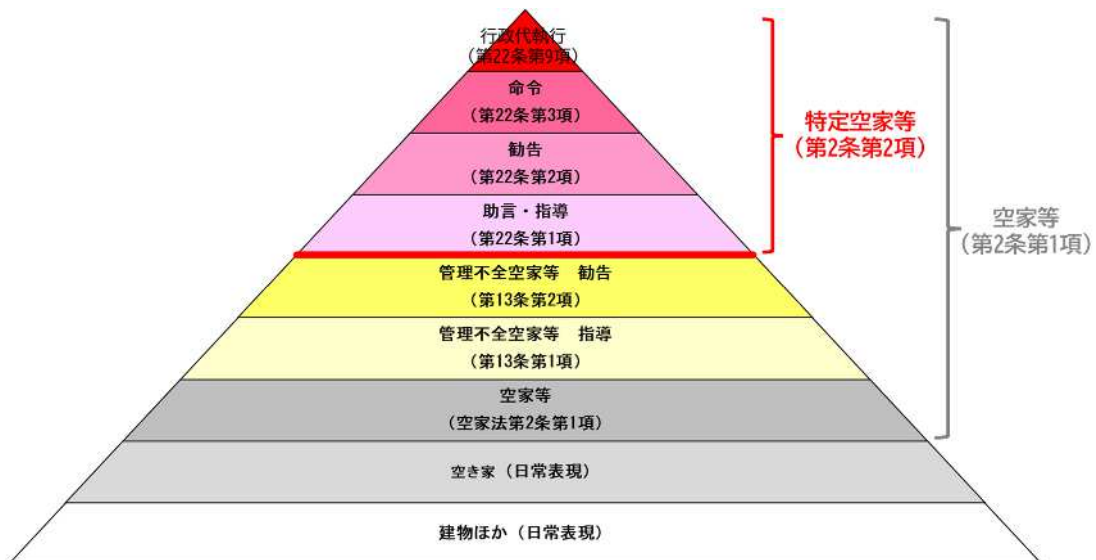 行政代執行
(第22条第9項)
命令
(第22条第3項)
勧告
(第22条第2項)
助言・指導
(第22条第1項)
管理不全空家等　勧告
(第13条第2項)
管理不全空家等　指導
(第13条第1項)
空家等
(空家法第2条第1項)
空き家(日常表現)
建物ほか(日常表現)
特定空家等
(第2条第2項)
空家等
(第2条第1項)